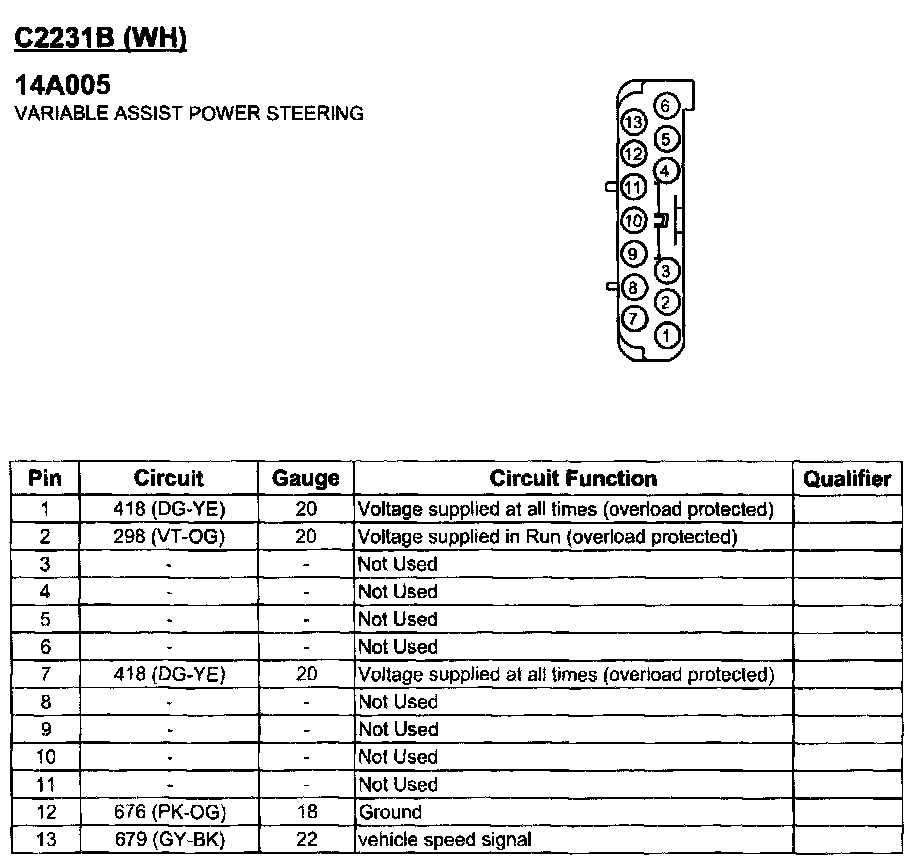 C2231B (WH)
14A005
VARIABLE ASSIST POWER STEERING
6
13
5
12
4
11
10
9
3
8
2
7
1
Pin Circuit Gauge Circuit Function Qualifier
1 418 (DG-YE) 20 Voltage supplied at all times (overload protected)
2 298 (VT-OG) 20 Voltage supplied in Run (overload protected)
3 - - Not Used
4 - - Not Used
5 - - Not Used
6 - - Not Used
7 418 (DG-YE) 20 Voltage supplied at all times (overload protected)
8 - - Not Used
9 - - Not Used
10 - - Not Used
11 - - Not Used
12 676 (PK-OG) 18 Ground
13 679 (GY-BK) 22 vehicle speed signal